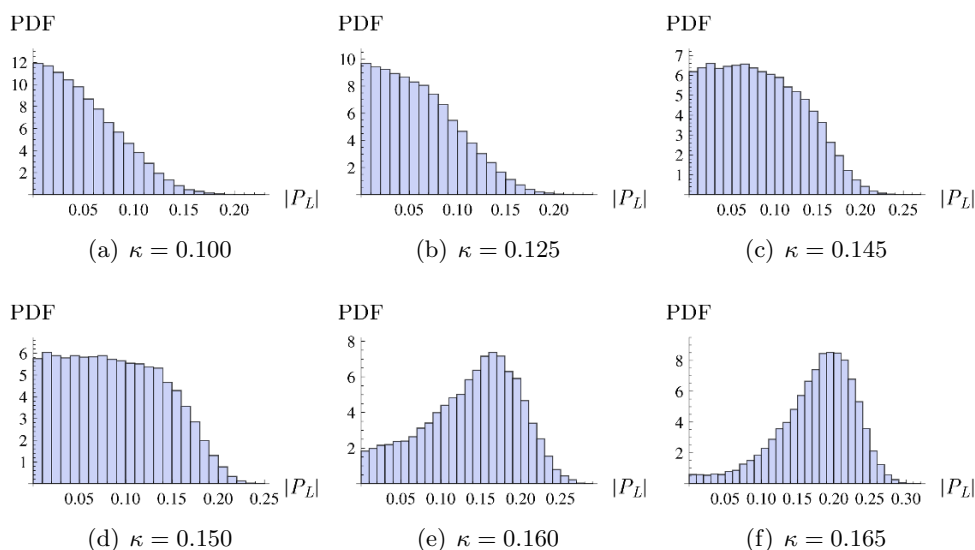 PDF
12
10
8
6
4
2
0.05 0.10 0.15 0.20
|P_L|
(a) κ = 0.100
PDF
10
8
6
4
2
0.05 0.10 0.15 0.20
|P_L|
(b) κ = 0.125
PDF
7
6
5
4
3
2
1
0.05 0.10 0.15 0.20 0.25
|P_L|
(c) κ = 0.145
PDF
6
5
4
3
2
1
0.05 0.10 0.15 0.20 0.25
|P_L|
(d) κ = 0.150
PDF
8
6
4
2
0.05 0.10 0.15 0.20 0.25
|P_L|
(e) κ = 0.160
PDF
8
6
4
2
0.05 0.10 0.15 0.20 0.25 0.30
|P_L|
(f) κ = 0.165